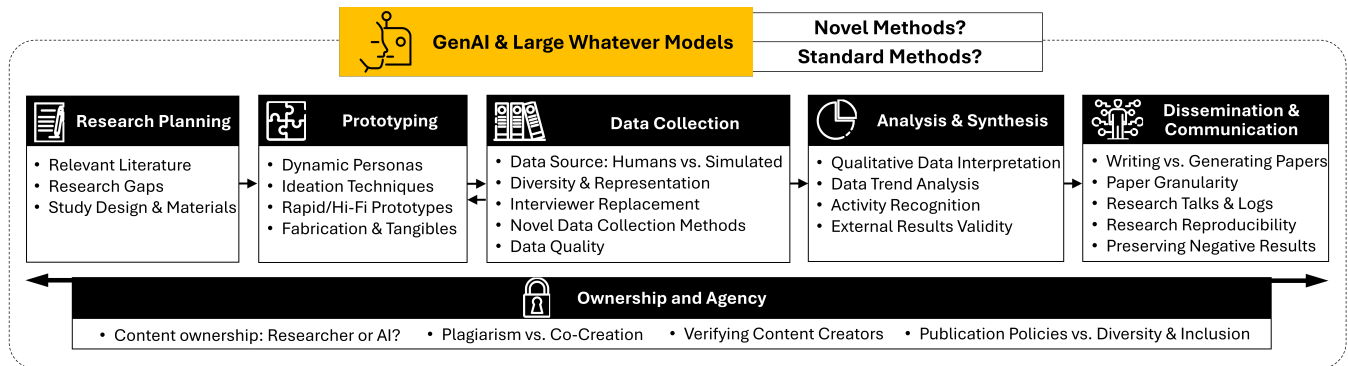 GenAI & Large Whatever Models
Novel Methods?
Standard Methods?
Research Planning
• Relevant Literature
• Research Gaps
• Study Design & Materials
Prototyping
• Dynamic Personas
• Ideation Techniques
• Rapid/Hi-Fi Prototypes
• Fabrication & Tangibles
Data Collection
• Data Source: Humans vs. Simulated
• Diversity & Representation
• Interviewer Replacement
• Novel Data Collection Methods
• Data Quality
Analysis & Synthesis
• Qualitative Data Interpretation
• Data Trend Analysis
• Activity Recognition
• External Results Validity
Dissemination &
Communication
• Writing vs. Generating Papers
• Paper Granularity
• Research Talks & Logs
• Research Reproducibility
• Preserving Negative Results
Ownership and Agency
• Content ownership: Researcher or AI? • Plagiarism vs. Co-Creation • Verifying Content Creators • Publication Policies vs. Diversity & Inclusion